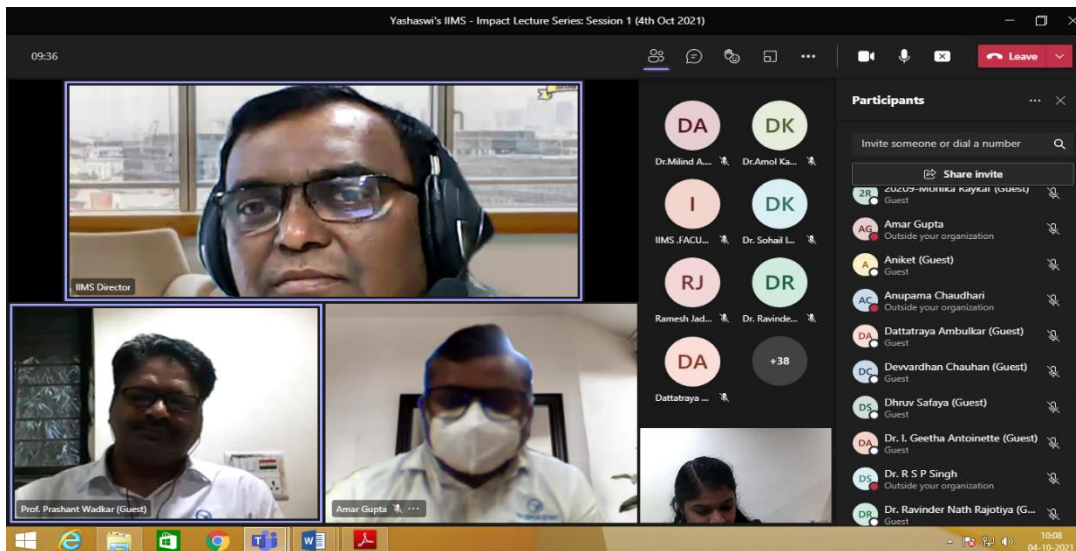 Yashaswi's IIMS - Impact Lecture Series: Session 1 (4th Oct 2021)
09:36
Leave
IIMS Director
Prof. Prashant Wadkar (Guest)
Amar Gupta
DA
Dr.Milind A....
DK
Dr.Amol Ka...
I
IIMS .FACU...
DK
Dr. Sohail I...
RJ
Ramesh Jad...
DR
Dr. Ravinde...
DA
Dattatraya ...
+38
Participants
Invite someone or dial a number
Share invite
2R
20209-Monika Raykar (Guest)
Guest
AG
Amar Gupta
Outside your organization
A
Aniket (Guest)
Guest
AC
Anupama Chaudhari
Outside your organization
DA
Dattatraya Ambulkar (Guest)
Guest
DC
Devvardhan Chauhan (Guest)
Guest
DS
Dhruv Safaya (Guest)
Guest
DA
Dr. I. Geetha Antoinette (Guest)
Guest
DS
Dr. R S P Singh
Outside your organization
DR
Dr. Ravinder Nath Rajotiya (G...
Guest
10:08
04-10-2021